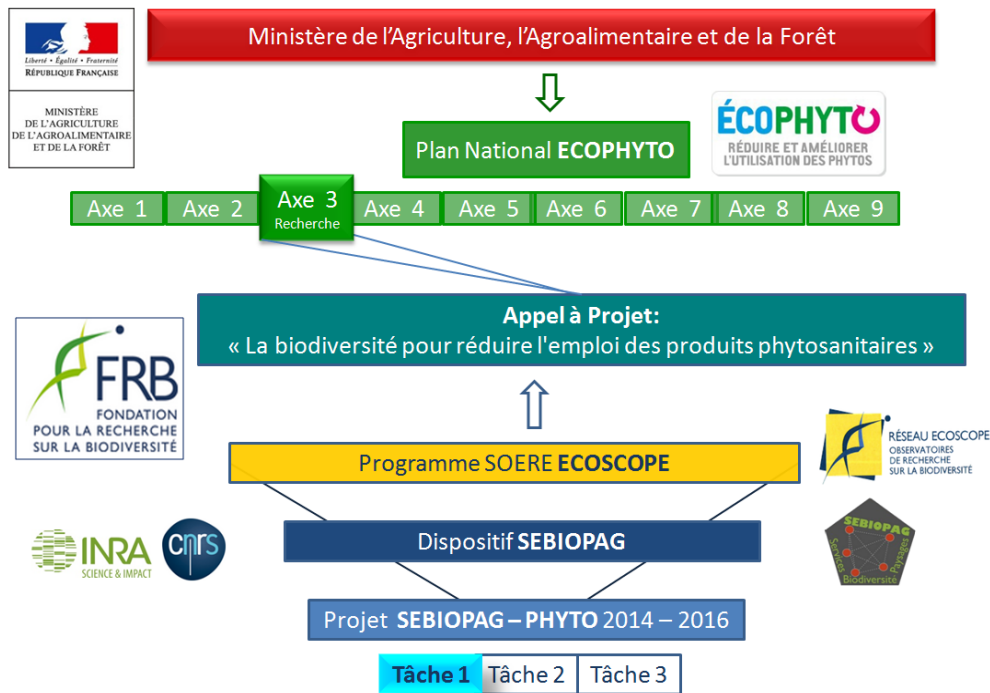 Liberté • Égalité • Fraternité
RÉPUBLIQUE FRANÇAISE
MINISTÈRE
DE L'AGRICULTURE
DE L'AGROALIMENTAIRE
ET DE LA FORÊT
Ministère de l'Agriculture, l'Agroalimentaire et de la Forêt
Plan National ECOPHYTO
ÉCOPHYTO
RÉDUIRE ET AMÉLIORER
L'UTILISATION DES PHYTOS
Axe 1
Axe 2
Axe 3
Recherche
Axe 4
Axe 5
Axe 6
Axe 7
Axe 8
Axe 9
Appel à Projet:
« La biodiversité pour réduire l'emploi des produits phytosanitaires »
FRB
FONDATION
POUR LA RECHERCHE
SUR LA BIODIVERSITÉ
Programme SOERE ECOSCOPE
RÉSEAU ECOSCOPE
OBSERVATOIRES
DE RECHERCHE
SUR LA BIODIVERSITÉ
INRA
SCIENCE & IMPACT
cnrs
Dispositif SEBIOPAG
SEBIOPAG
Services
Biodiversité
Paysages
Projet SEBIOPAG – PHYTO 2014 – 2016
Tâche 1
Tâche 2
Tâche 3